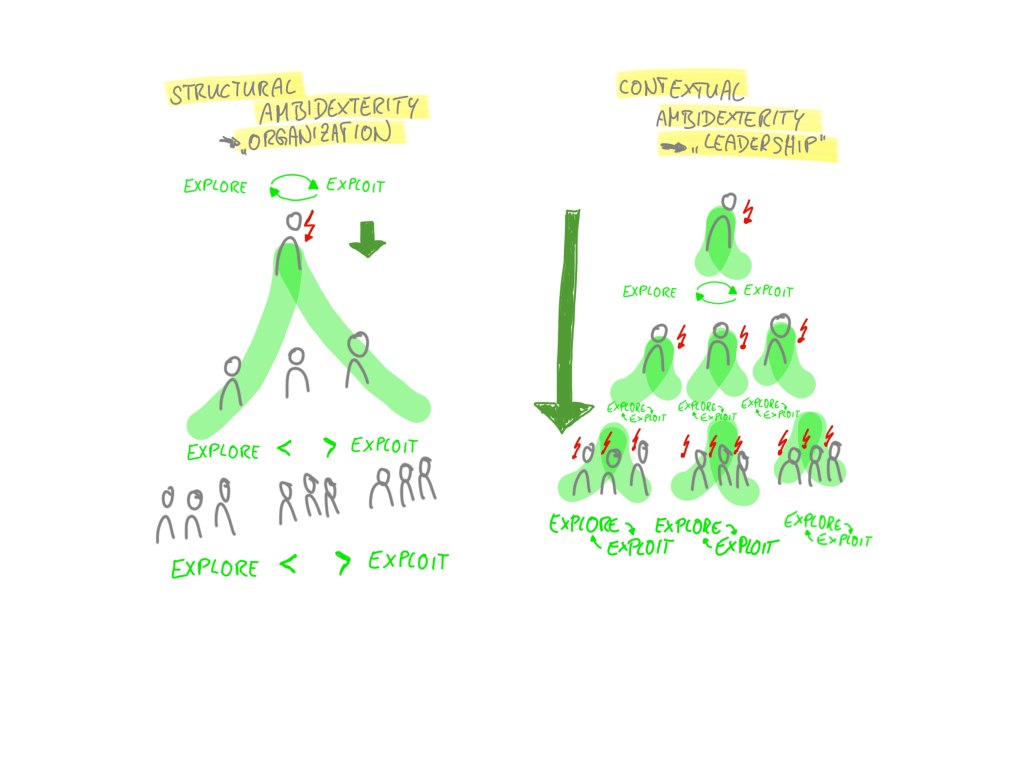 STRUCTURAL
AMBIDEXTERITY
→ „ORGANIZATION
EXPLORE EXPLOIT
EXPLORE < > EXPLOIT
EXPLORE < > EXPLOIT
CONTEXTUAL
AMBIDEXTERITY
→ „LEADERSHIP"
EXPLORE EXPLOIT
EXPLORE EXPLORE EXPLORE
EXPLOIT EXPLOIT EXPLOIT
EXPLORE EXPLORE EXPLORE
EXPLOIT EXPLOIT EXPLOIT